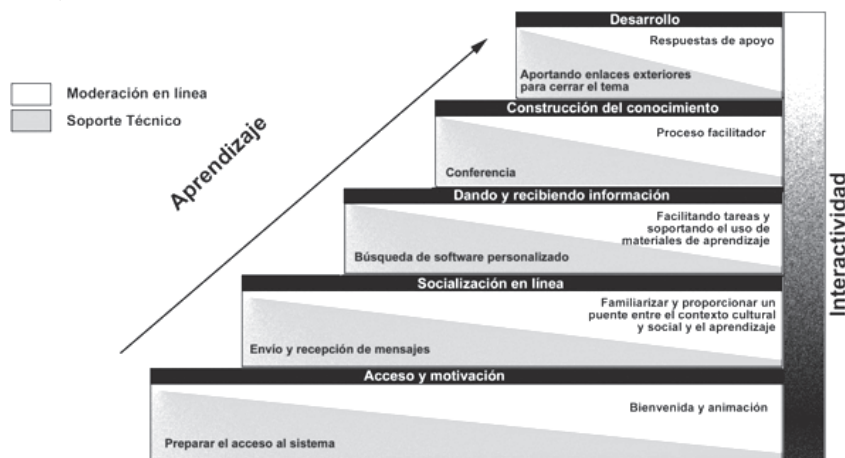 Desarrollo
Respuestas de apoyo
Aportando enlaces exteriores
para cerrar el tema
Moderación en línea
Soporte Técnico
Aprendizaje
Construcción del conocimiento
Proceso facilitador
Conferencia
Dando y recibiendo información
Facilitando tareas y
soportando el uso de
materiales de aprendizaje
Búsqueda de software personalizado
Socialización en línea
Familiarizar y proporcionar un
puente entre el contexto cultural
y social y el aprendizaje
Envío y recepción de mensajes
Acceso y motivación
Bienvenida y animación
Preparar el acceso al sistema
Interactividad